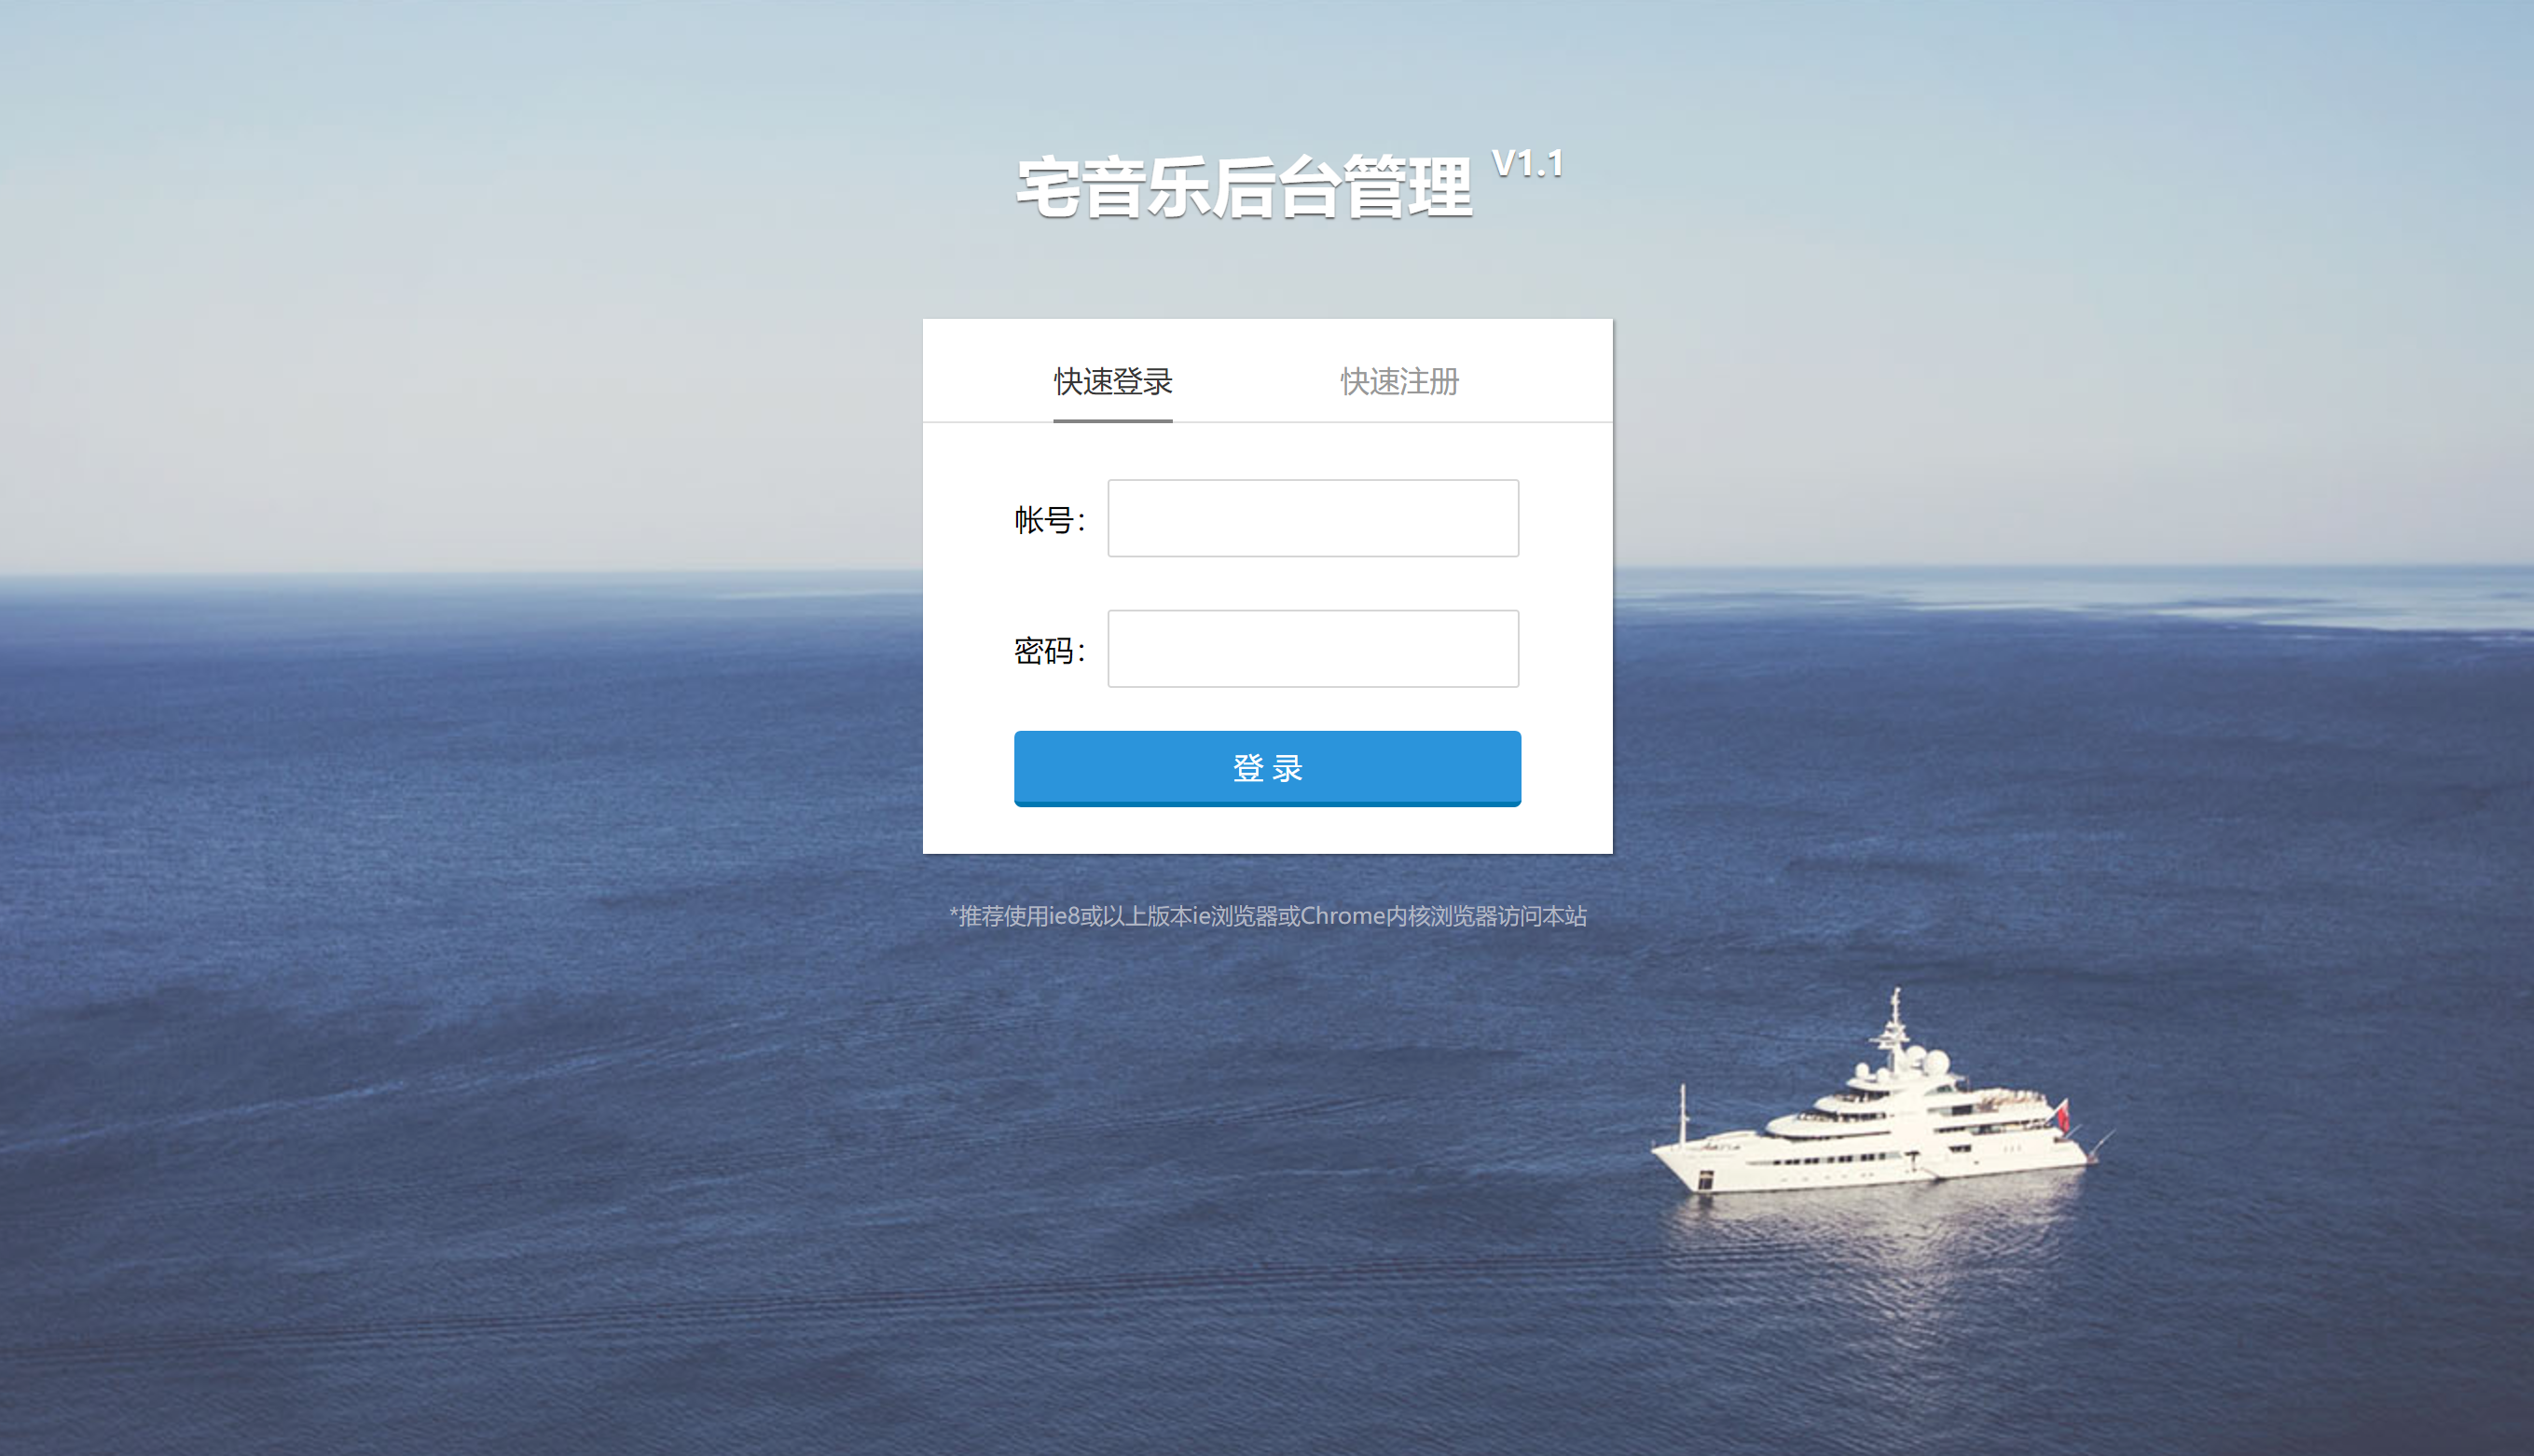 宅音乐后台管理 V1.1
快速登录 快速注册
帐号：
密码：
登 录
*推荐使用ie8或以上版本ie浏览器或Chrome内核浏览器访问本站